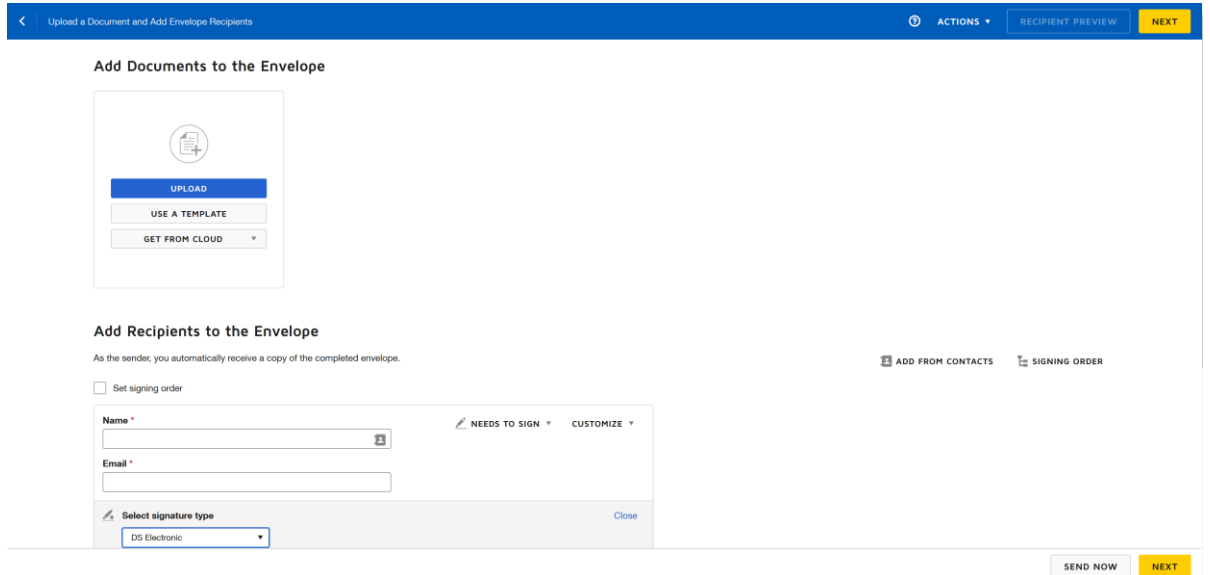 Upload a Document and Add Envelope Recipients
ACTIONS
RECIPIENT PREVIEW
NEXT
Add Documents to the Envelope
UPLOAD
USE A TEMPLATE
GET FROM CLOUD
Add Recipients to the Envelope
As the sender, you automatically receive a copy of the completed envelope.
ADD FROM CONTACTS
SIGNING ORDER
Set signing order
Name *
NEEDS TO SIGN
CUSTOMIZE
Email *
Select signature type
Close
DS Electronic
SEND NOW
NEXT